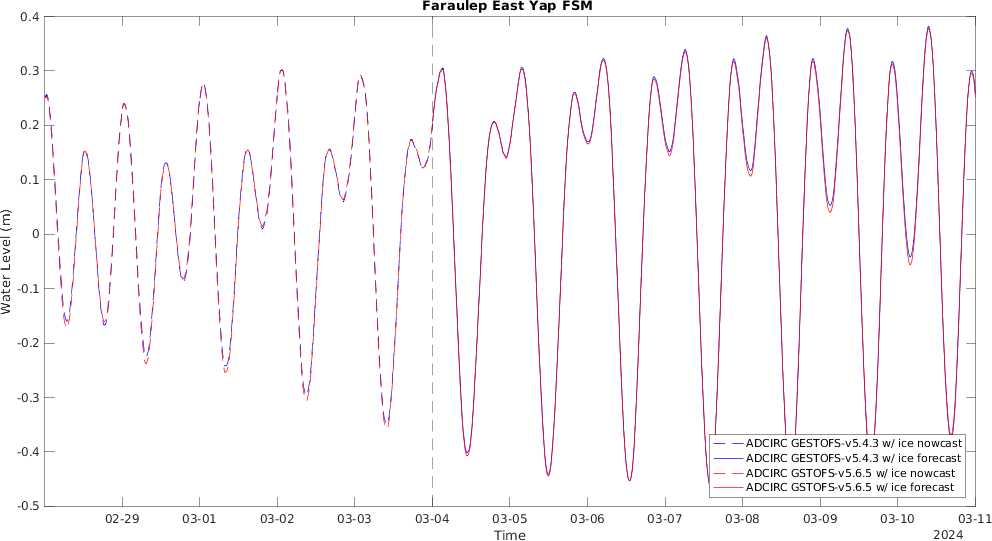 Faraulep East Yap FSM
0.4
0.3
0.2
0.1
0
-0.1
-0.2
-0.3
-0.4
-0.5
Water Level (m)
ADCIRC GESTOFS-v5.4.3 w/ ice nowcast
ADCIRC GESTOFS-v5.4.3 w/ ice forecast
ADCIRC GSTOFS-v5.6.5 w/ ice nowcast
ADCIRC GSTOFS-v5.6.5 w/ ice forecast
02-29 03-01 03-02 03-03 03-04 03-05 03-06 03-07 03-08 03-09 03-10 03-11
Time
2024